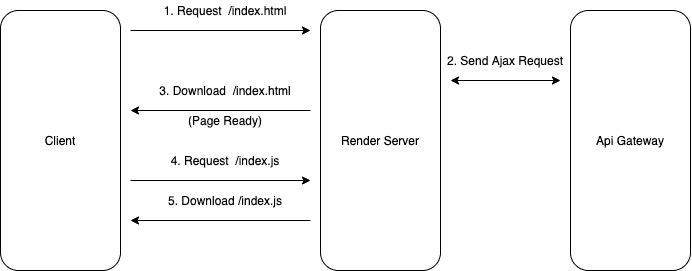 1. Request /index.html
2. Send Ajax Request
3. Download /index.html
(Page Ready)
Client
Render Server
Api Gateway
4. Request /index.js
5. Download /index.js